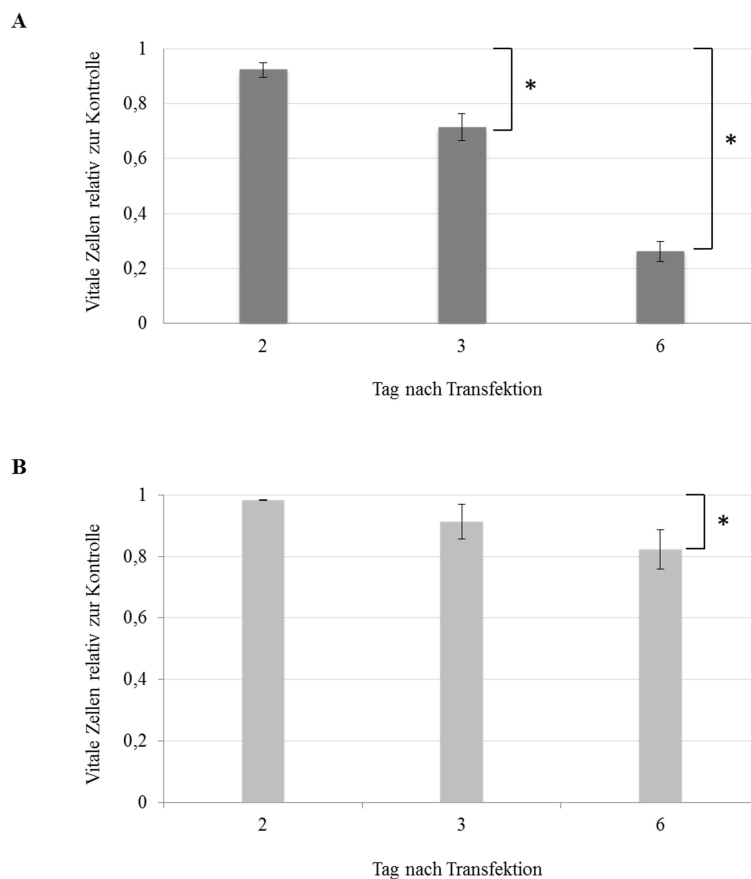 A
Vitale Zellen relativ zur Kontrolle
1
0,8
0,6
0,4
0,2
0
*
*
2 3 6
Tag nach Transfektion
B
Vitale Zellen relativ zur Kontrolle
1
0,8
0,6
0,4
0,2
0
*
2 3 6
Tag nach Transfektion